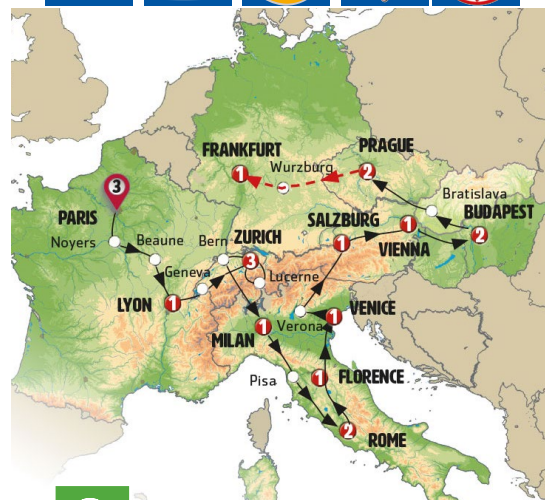 FRANKFURT
1
Wurzburg
PRAGUE
2
3
PARIS
Noyers
Beaune
Geneva
LYON
1
Bern
ZURICH
3
Lucerne
SALZBURG
1
VIENNA
1
Bratislava
BUDAPEST
2
MILAN
1
Verona
VENICE
1
Pisa
1
FLORENCE
2
ROME